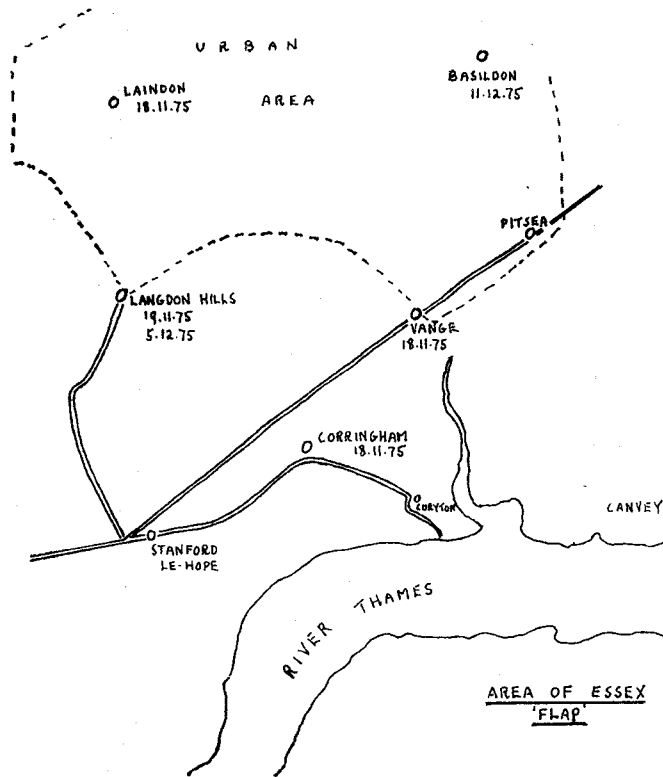 URBAN
AREA
LAINDON
18.11.75
BASILDON
11.12.75
PITSEA
LANGDON HILLS
19.11.75
5.12.75
VANGE
18.11.75
CORRINGHAM
18.11.75
CORYTON
CANVEY
STANFORD
LE-HOPE
RIVER THAMES
AREA OF ESSEX
'FLAP'